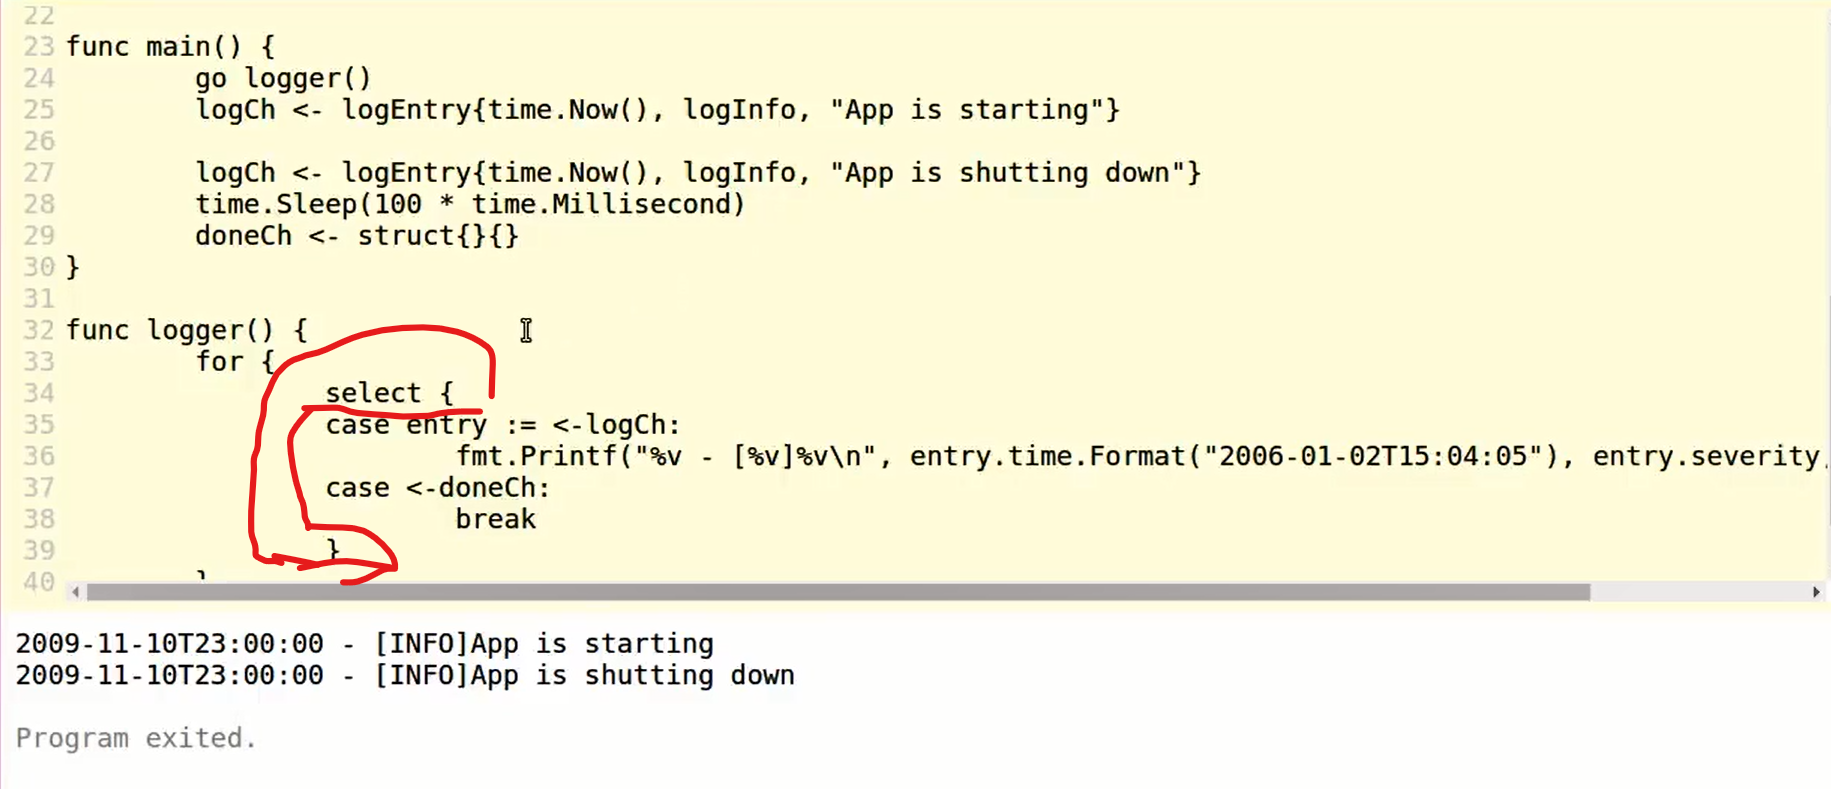 22
23 func main() {
24 go logger()
25 logCh <- logEntry{time.Now(), logInfo, "App is starting"}
26
27 logCh <- logEntry{time.Now(), logInfo, "App is shutting down"}
28 time.Sleep(100 * time.Millisecond)
29 doneCh <- struct{}{}
30 }
31
32 func logger() {
33 for {
34 select {
35 case entry := <-logCh:
36 fmt.Printf("%v - [%v]%v\n", entry.time.Format("2006-01-02T15:04:05"), entry.severity,
37 case <-doneCh:
38 break
39 }
40 }
2009-11-10T23:00:00 - [INFO]App is starting
2009-11-10T23:00:00 - [INFO]App is shutting down
Program exited.